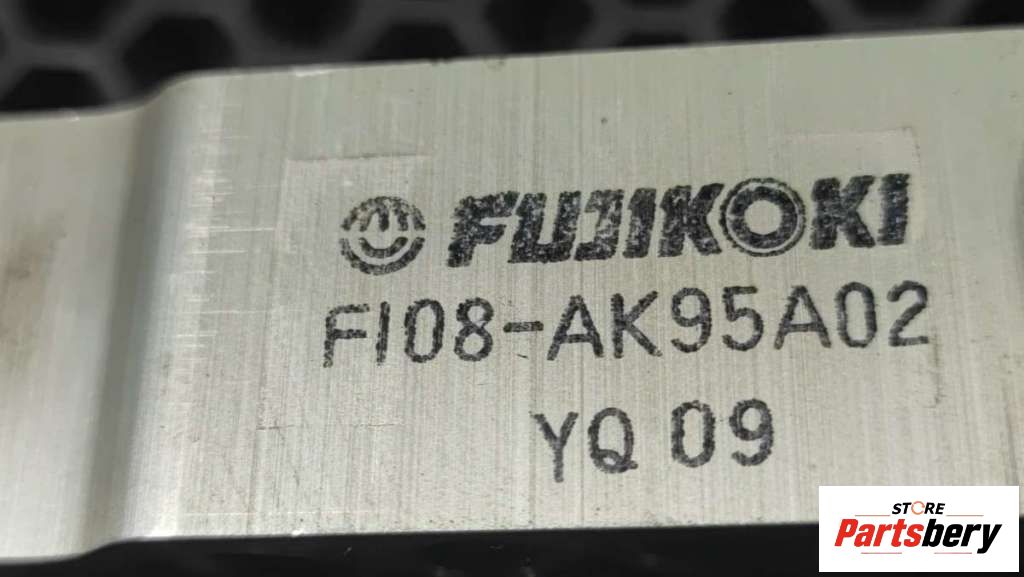 FUJIKOKI
FI08-AK95A02
YQ 09
STORE
Partsbery